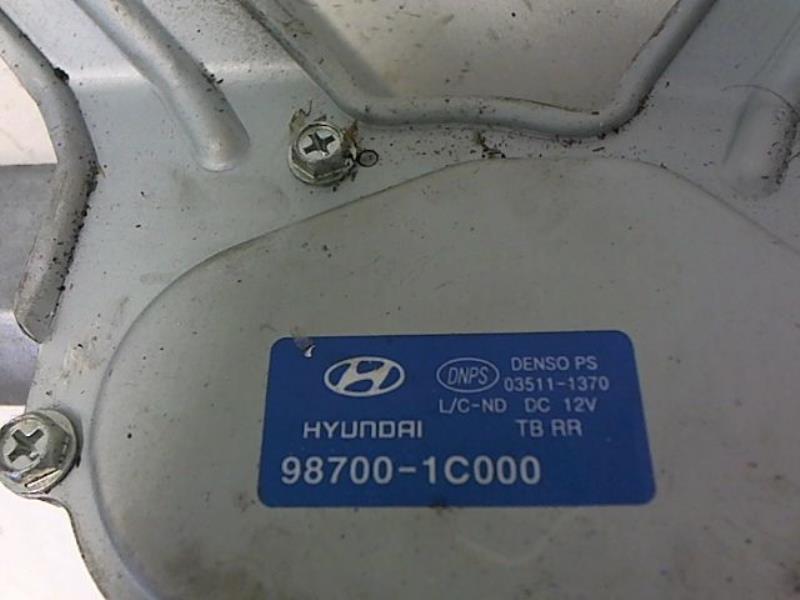 DNPS DENSO PS
03511-1370
L/C-ND DC 12V
HYUNDAI TB RR
98700-1C000